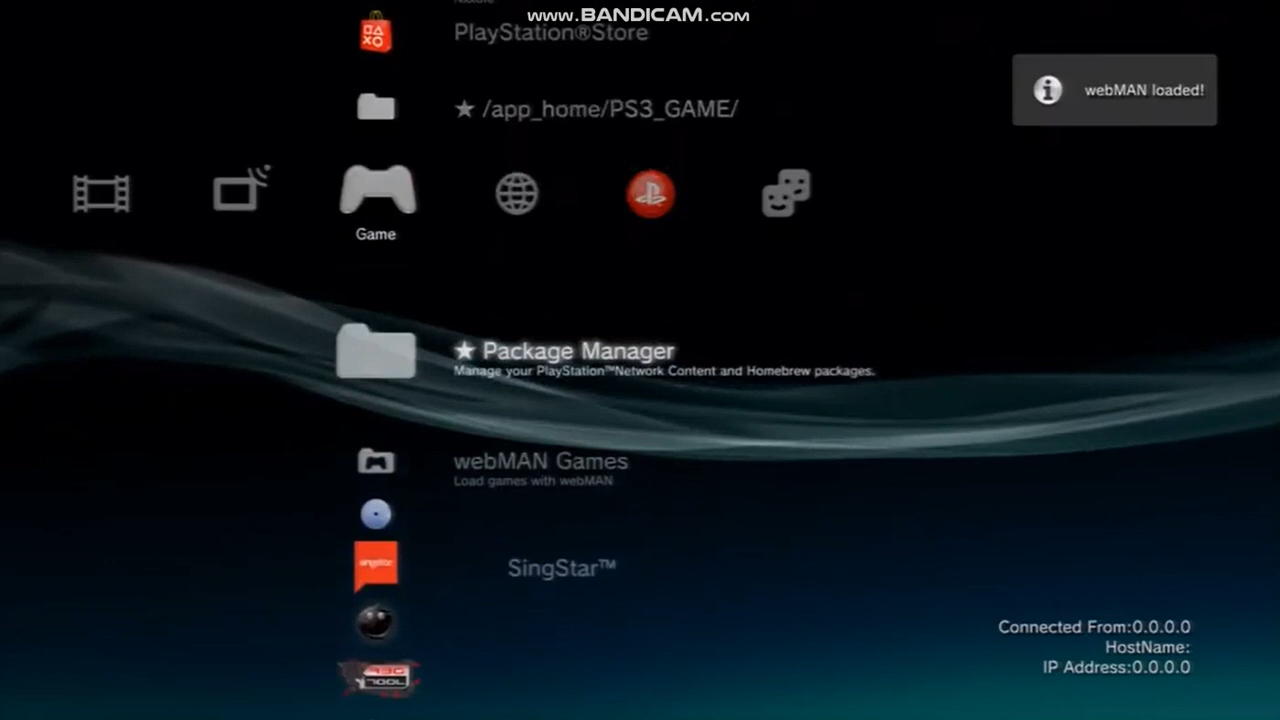 www.BANDICAM.com
PlayStation®Store
webMAN loaded!
★ /app_home/PS3_GAME/
Game
★ Package Manager
Manage your PlayStation™Network Content and Homebrew packages.
webMAN Games
Load games with webMAN
SingStar™
Connected From:0.0.0.0
HostName:
IP Address:0.0.0.0